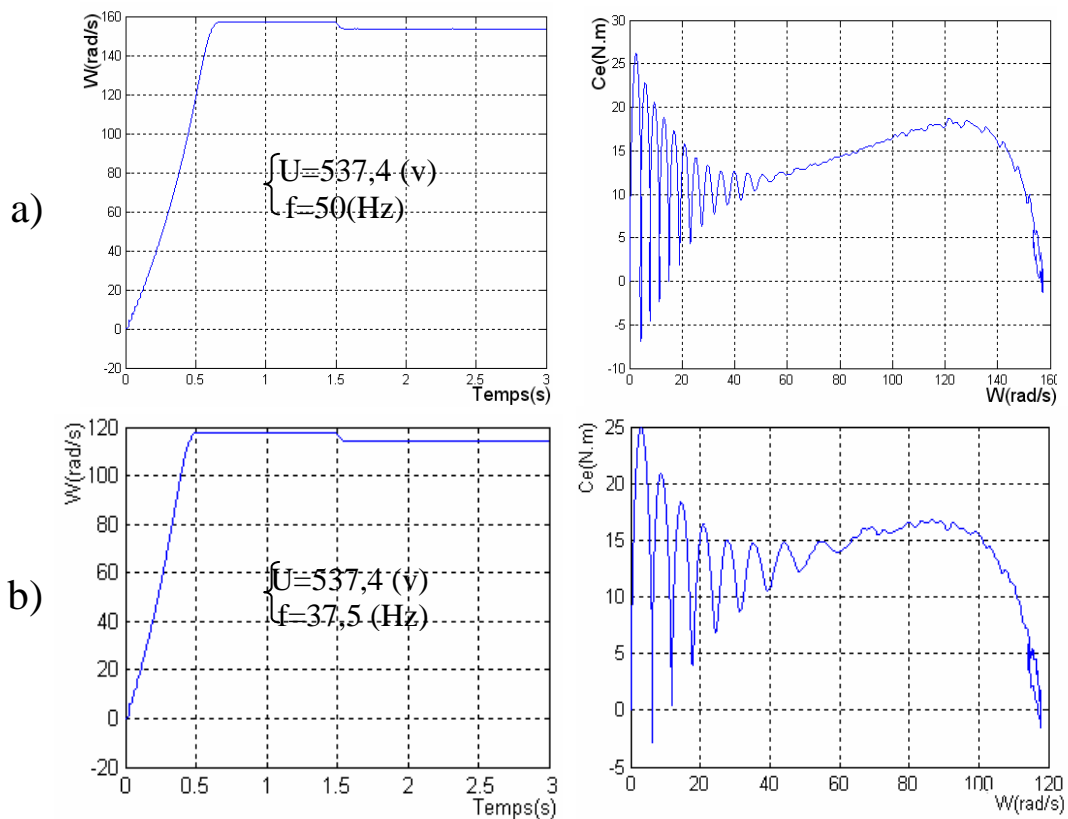 a)
W(rad/s)
160
140
120
100
80
60
40
20
0
-20
0 0.5 1 1.5 2 2.5 3
Temps(s)
U=537,4 (v)
f=50(Hz)
Ce(N.m)
30
25
20
15
10
5
0
-5
-10
0 20 40 60 80 100 120 140 160
W(rad/s)
b)
W(rad/s)
120
100
80
60
40
20
0
-20
0 0.5 1 1.5 2 2.5 3
Temps(s)
U=537,4 (v)
f=37,5 (Hz)
Ce(N.m)
25
20
15
10
5
0
-5
0 20 40 60 80 100 120
W(rad/s)